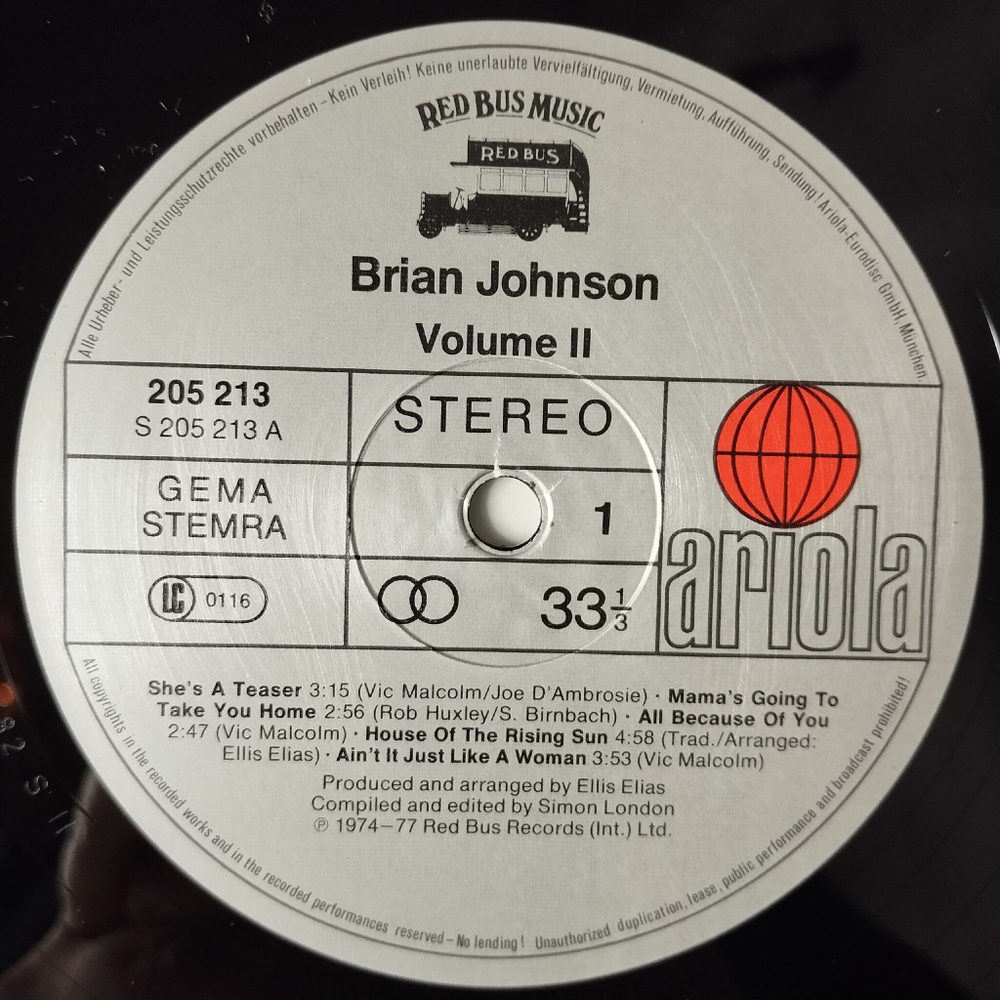 Alle Urheber- und Leistungsschutzrechte vorbehalten – Kein Verleih! Keine unerlaubte Vervielfältigung, Vermietung, Aufführung, Sendung! Ariola-Eurodisc GmbH, München.
RED BUS MUSIC
RED BUS
Brian Johnson
Volume II
205 213
S 205 213 A
STEREO
GEMA
STEMRA
1
LC 0116
33 1/3
ariola
She's A Teaser 3:15 (Vic Malcolm/Joe D'Ambrosie) · Mama's Going To
Take You Home 2:56 (Rob Huxley/S. Birnbach) · All Because Of You
2:47 (Vic Malcolm) · House Of The Rising Sun 4:58 (Trad./Arranged:
Ellis Elias) · Ain't It Just Like A Woman 3:53 (Vic Malcolm)
Produced and arranged by Ellis Elias
Compiled and edited by Simon London
℗ 1974–77 Red Bus Records (Int.) Ltd.
All copyrights in the recorded works and in the recorded performances reserved – No lending! Unauthorized duplication, lease, public performance and broadcast prohibited!